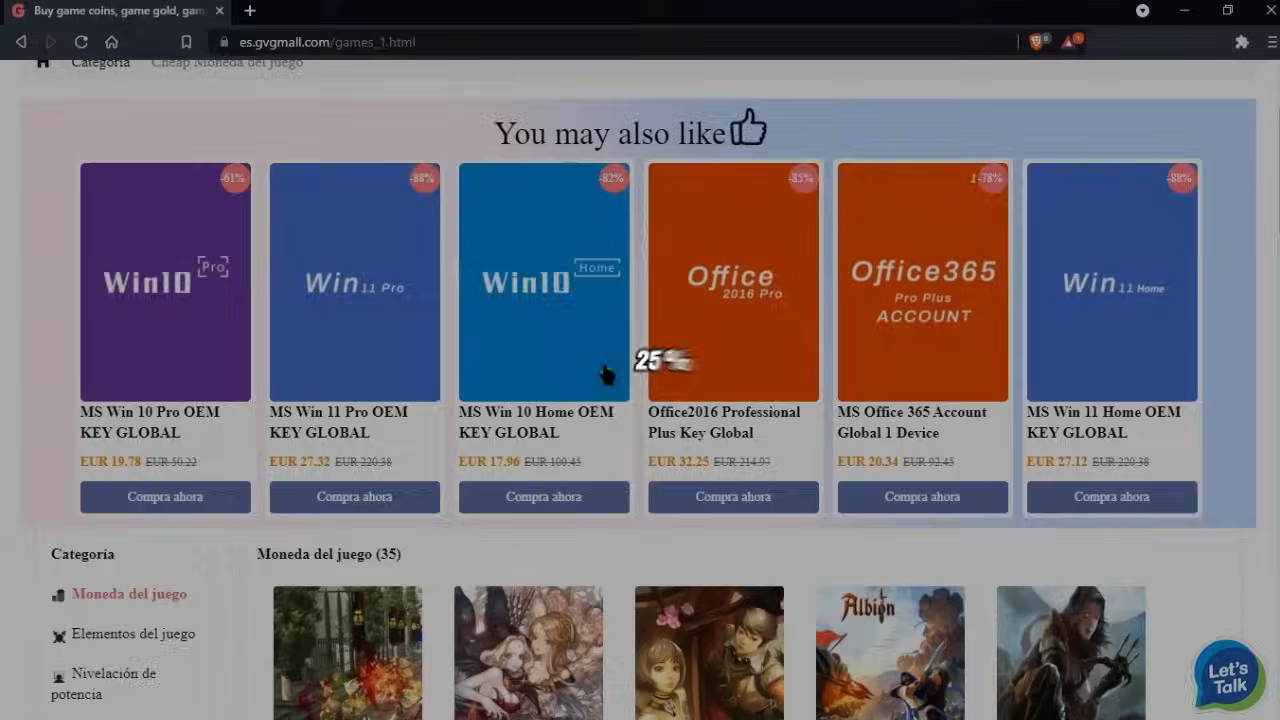 Buy game coins, game gold, gam
es.gvgmall.com/games_1.html
Categoria
Cheap Moneda del juego
You may also like
-61%
-88%
-82%
-85%
-78%
-88%
Win10 Pro
Win 11 Pro
Win10 Home
Office
2016 Pro
Office365
Pro Plus
ACCOUNT
Win 11 Home
25%
MS Win 10 Pro OEM
KEY GLOBAL
MS Win 11 Pro OEM
KEY GLOBAL
MS Win 10 Home OEM
KEY GLOBAL
Office2016 Professional
Plus Key Global
MS Office 365 Account
Global 1 Device
MS Win 11 Home OEM
KEY GLOBAL
EUR 19.78 EUR 50.22
EUR 27.32 EUR 220.38
EUR 17.96 EUR 100.45
EUR 32.25 EUR 214.97
EUR 20.34 EUR 92.45
EUR 27.12 EUR 220.38
Compra ahora
Compra ahora
Compra ahora
Compra ahora
Compra ahora
Compra ahora
Categoria
Moneda del juego (35)
Moneda del juego
Elementos del juego
Nivelación de
potencia
Albion
Let's
Talk